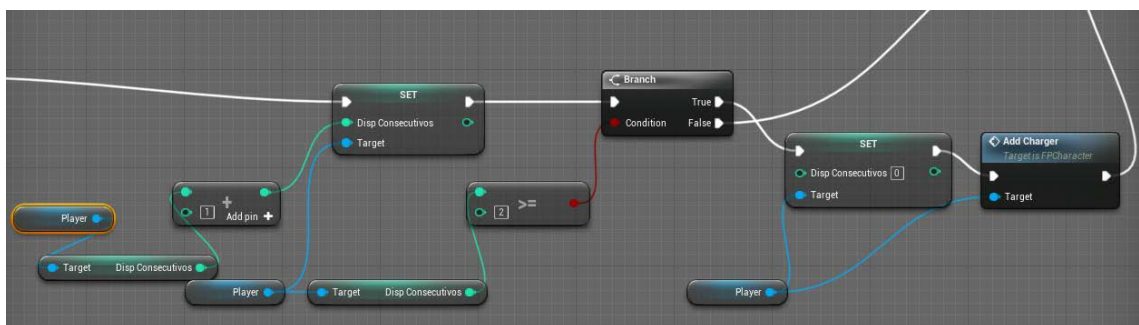 SET
Disp Consecutivos
Target
Branch
True
Condition False
SET
Disp Consecutivos 0
Target
Add Charger
Target is FPCharacter
Target
Player
1 + Add pin +
2 >=
Target Disp Consecutivos
Player
Target Disp Consecutivos
Player